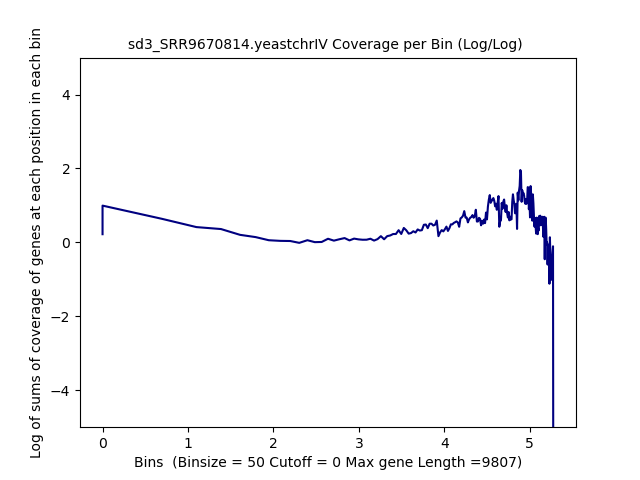 sd3_SRR9670814.yeastchrIV Coverage per Bin (Log/Log)
Log of sums of coverage of genes at each position in each bin
4
2
0
−2
−4
0 1 2 3 4 5
Bins  (Binsize = 50 Cutoff = 0 Max gene Length =9807)